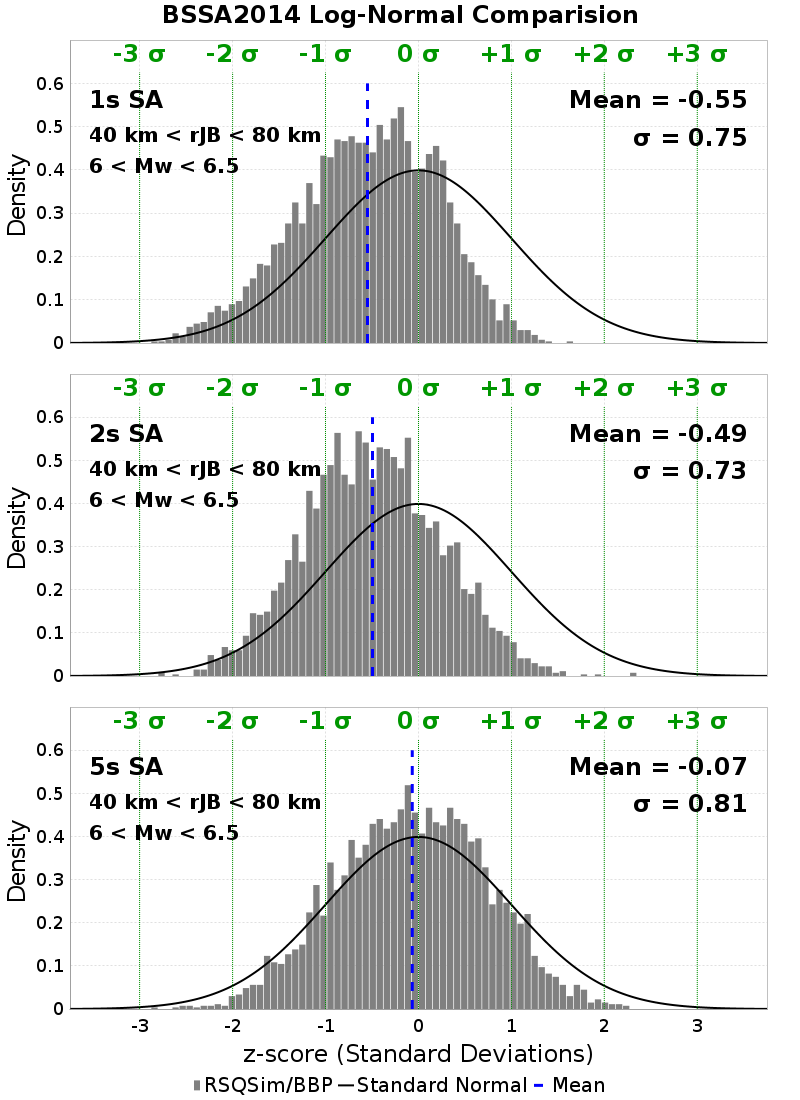 BSSA2014 Log-Normal Comparision
-3 σ -2 σ -1 σ 0 σ +1 σ +2 σ +3 σ
1s SA
Mean = -0.55
40 km < rJB < 80 km
σ = 0.75
6 < Mw < 6.5
Density
0.6
0.5
0.4
0.3
0.2
0.1
0
-3 σ -2 σ -1 σ 0 σ +1 σ +2 σ +3 σ
2s SA
Mean = -0.49
40 km < rJB < 80 km
σ = 0.73
6 < Mw < 6.5
Density
0.6
0.5
0.4
0.3
0.2
0.1
0
-3 σ -2 σ -1 σ 0 σ +1 σ +2 σ +3 σ
5s SA
Mean = -0.07
40 km < rJB < 80 km
σ = 0.81
6 < Mw < 6.5
Density
0.6
0.5
0.4
0.3
0.2
0.1
0
-3 -2 -1 0 1 2 3
z-score (Standard Deviations)
RSQSim/BBP Standard Normal Mean